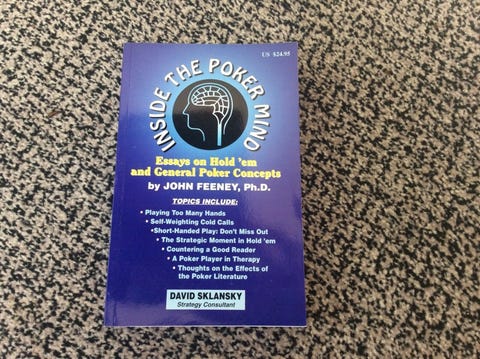 US $24.95
INSIDE THE POKER MIND
Essays on Hold 'em
and General Poker Concepts
by JOHN FEENEY, Ph.D.
TOPICS INCLUDE:
• Playing Too Many Hands
• Self-Weighting Cold Calls
•Short-Handed Play: Don't Miss Out
• The Strategic Moment in Hold 'em
• Countering a Good Reader
• A Poker Player in Therapy
• Thoughts on the Effects of
the Poker Literature
DAVID SKLANSKY
Strategy Consultant